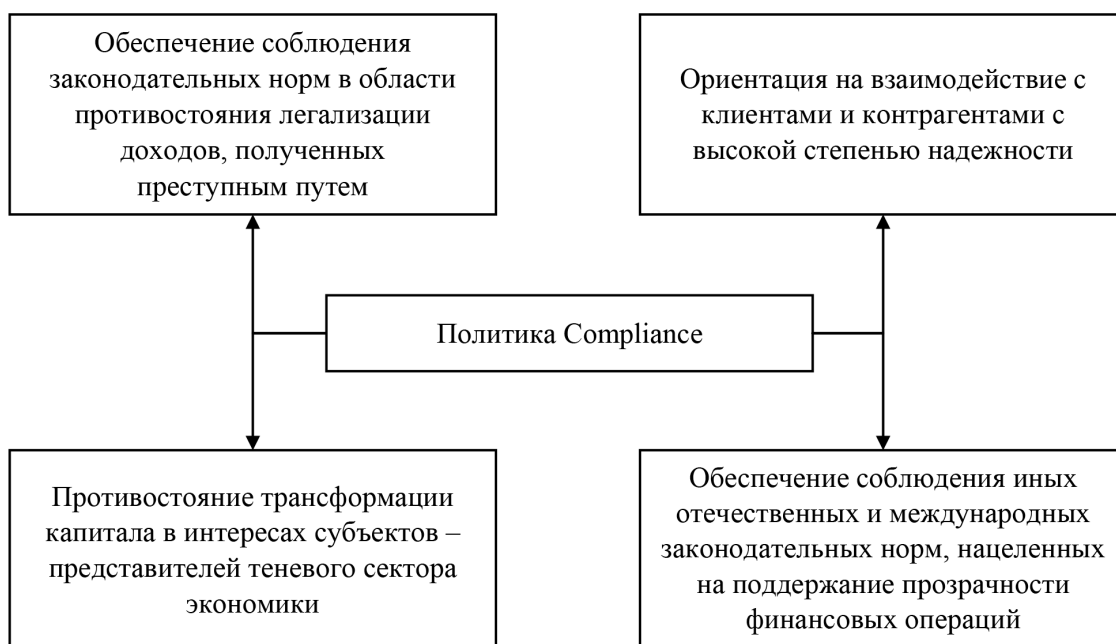 Обеспечение соблюдения
законодательных норм в области
противостояния легализации
доходов, полученных
преступным путем
Ориентация на взаимодействие с
клиентами и контрагентами с
высокой степенью надежности
Политика Compliance
Противостояние трансформации
капитала в интересах субъектов –
представителей теневого сектора
экономики
Обеспечение соблюдения иных
отечественных и международных
законодательных норм, нацеленных
на поддержание прозрачности
финансовых операций